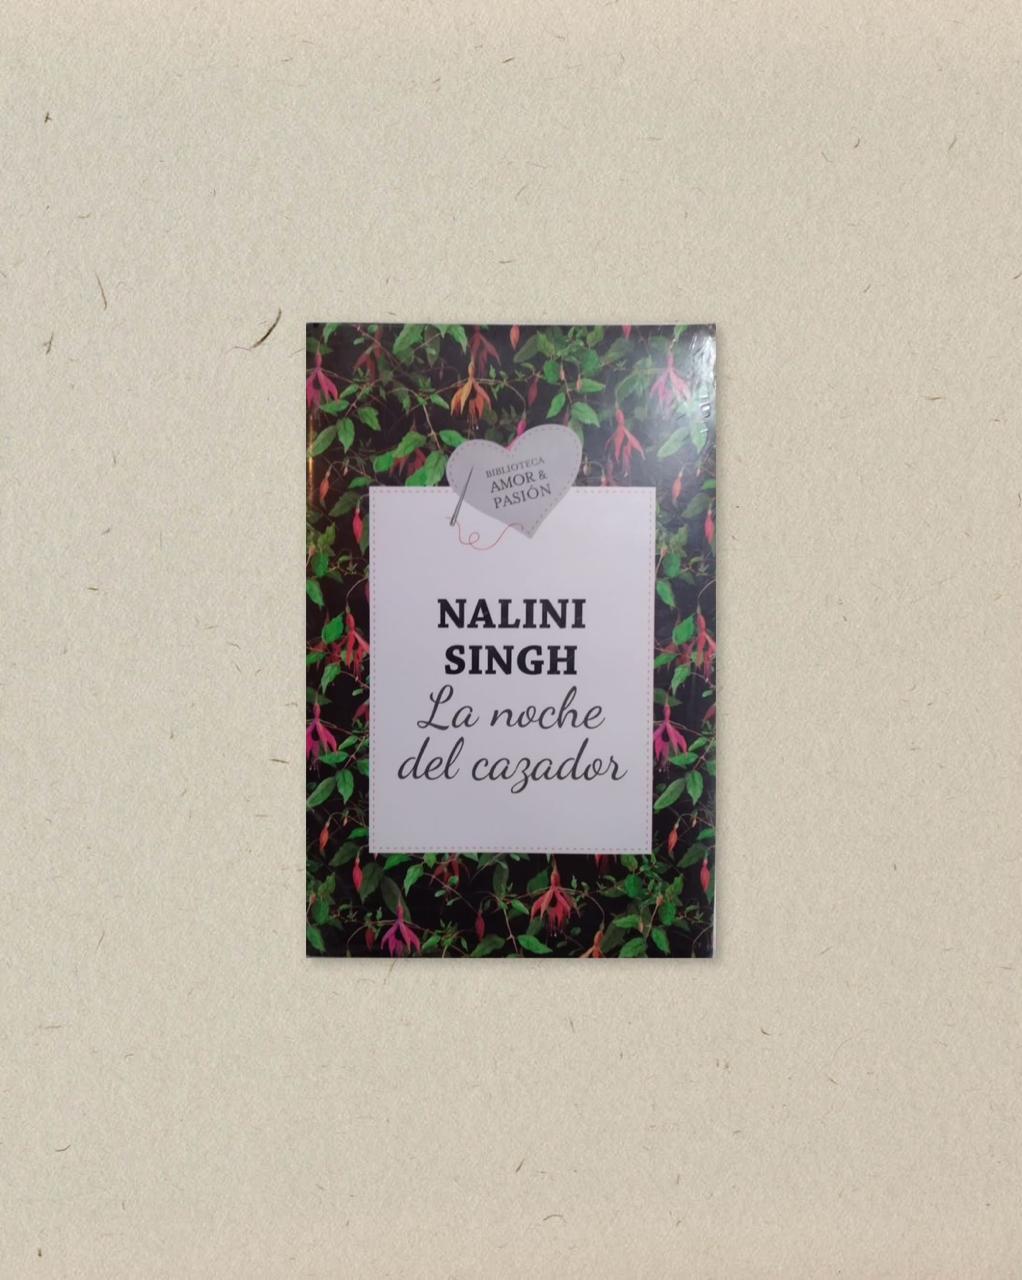 BIBLIOTECA
AMOR &
PASIÓN
NALINI
SINGH
La noche
del cazador